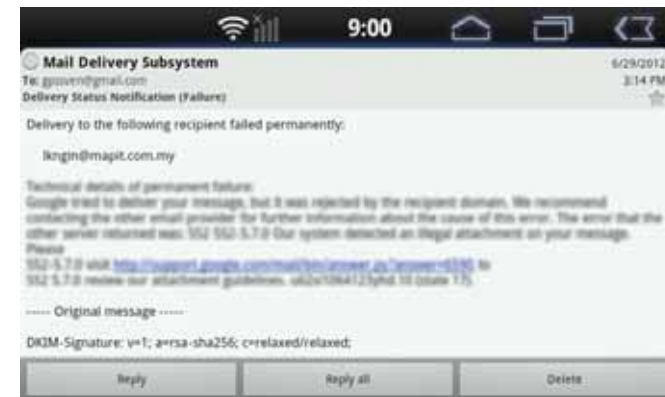 9:00
Mail Delivery Subsystem
6/29/2012
To: @gmail.com
3:14 PM
Delivery Status Notification (Failure)
Delivery to the following recipient failed permanently:
lkngin@mapit.com.my
Technical details of permanent failure:
Google tried to deliver your message, but it was rejected by the recipient domain. We recommend
contacting the other email provider for further information about the cause of this error. The error that the
other server returned was: 552 552-5.7.0 Our system detected an illegal attachment on your message.
Please
552-5.7.0 visit http://support.google.com/mail/bin/answer.py?answer=6590 to
552 5.7.0 review our attachment guidelines. (state 17).
----- Original message -----
DKIM-Signature: v=1; a=rsa-sha256; c=relaxed/relaxed;
Reply
Reply all
Delete